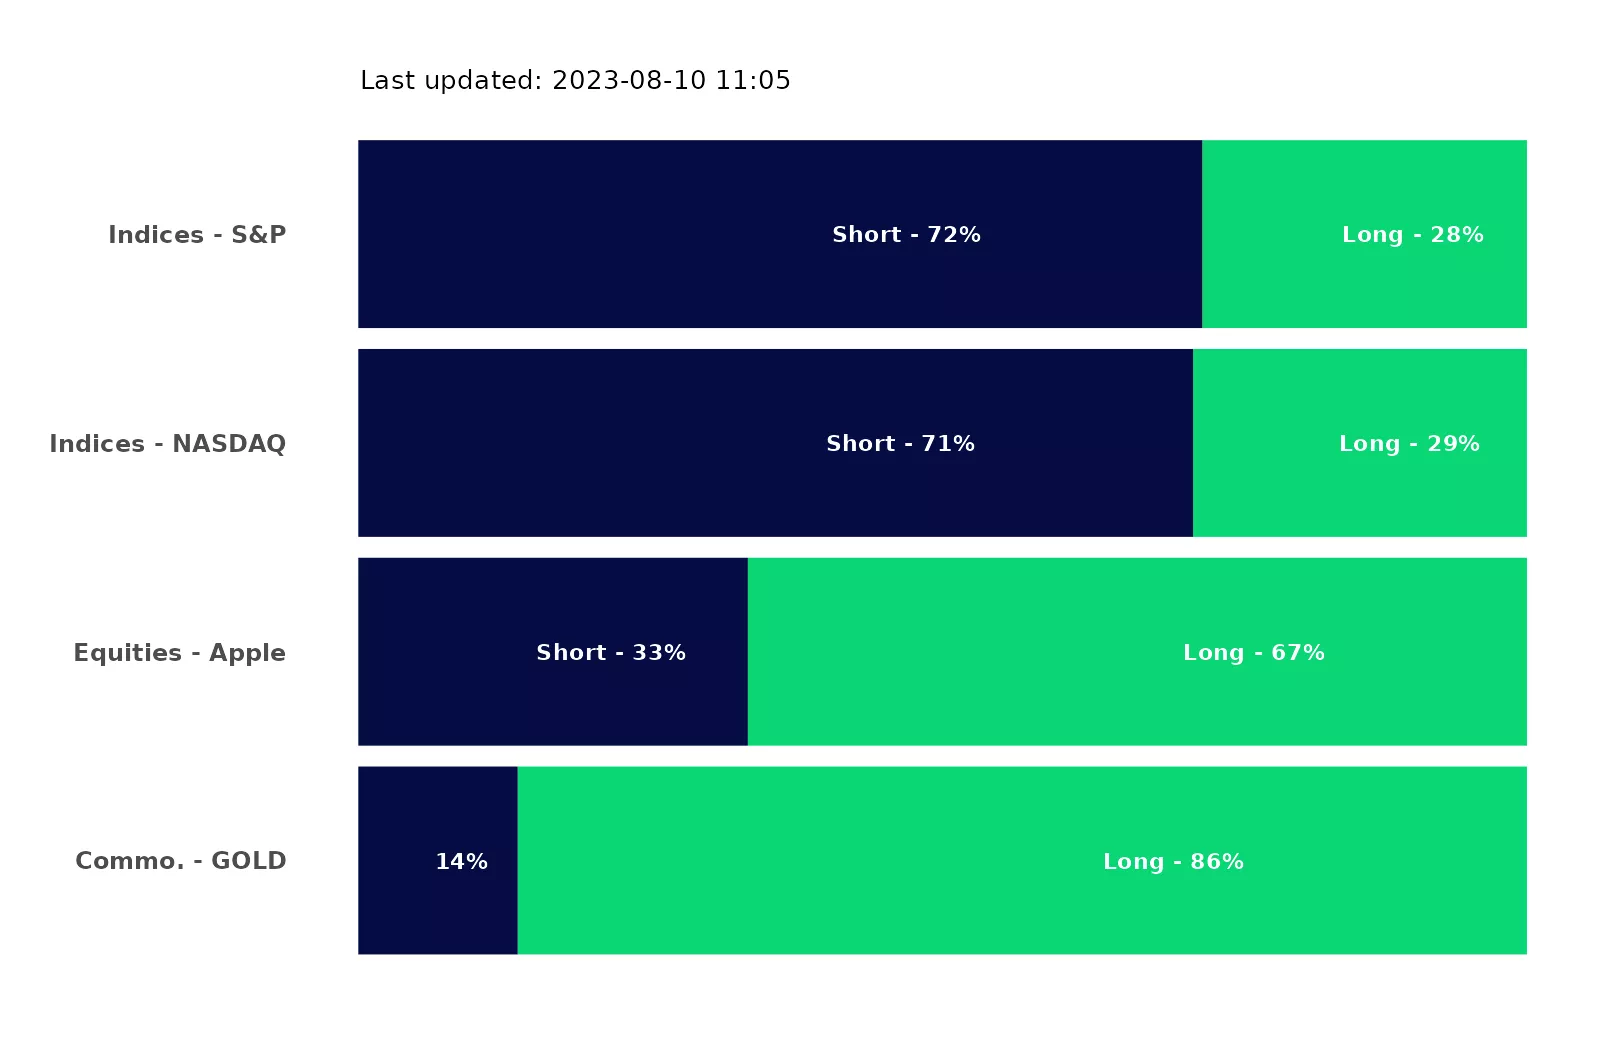 Last updated: 2023-08-10 11:05
Indices - S&P Short - 72% Long - 28%
Indices - NASDAQ Short - 71% Long - 29%
Equities - Apple Short - 33% Long - 67%
Commo. - GOLD 14% Long - 86%